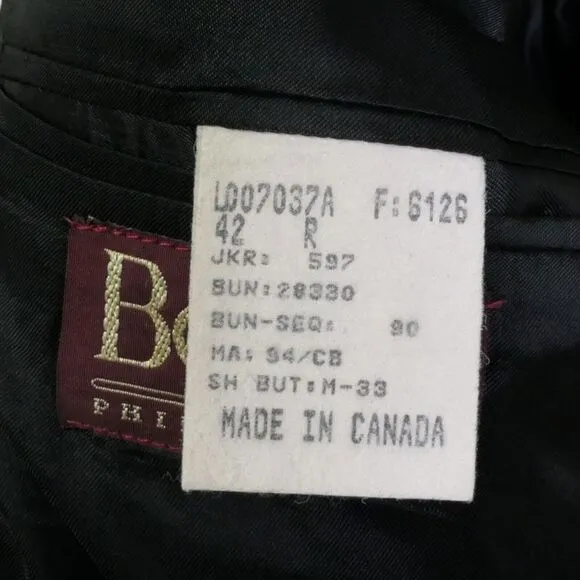 LD07037A F:6126
42 R
JKR: 597
BUN:28330
BUN-SEQ: 90
MA: 94/CB
SH BUT:M-33
MADE IN CANADA